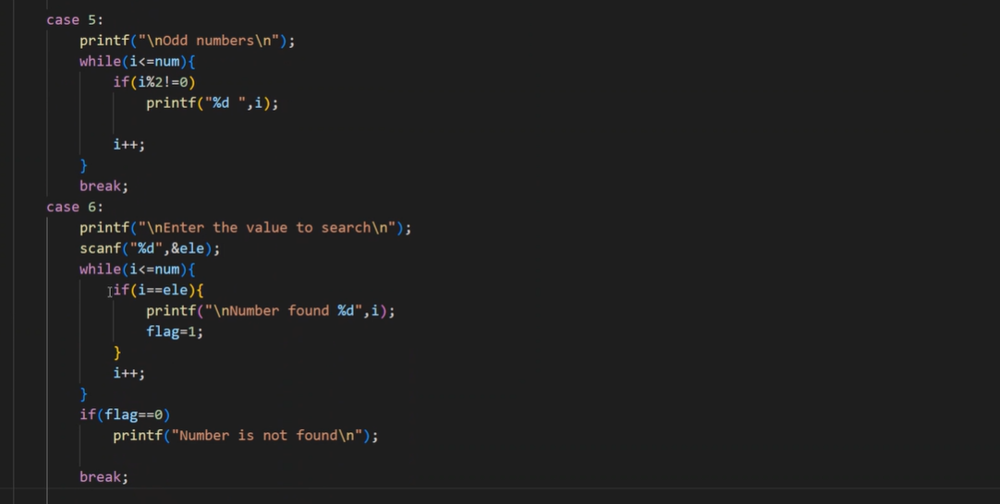 case 5:
printf("\nOdd numbers\n");
while(i<=num){
if(i%2!=0)
printf("%d ",i);
i++;
}
break;
case 6:
printf("\nEnter the value to search\n");
scanf("%d",&ele);
while(i<=num){
if(i==ele){
printf("\nNumber found %d",i);
flag=1;
}
i++;
}
if(flag==0)
printf("Number is not found\n");
break;